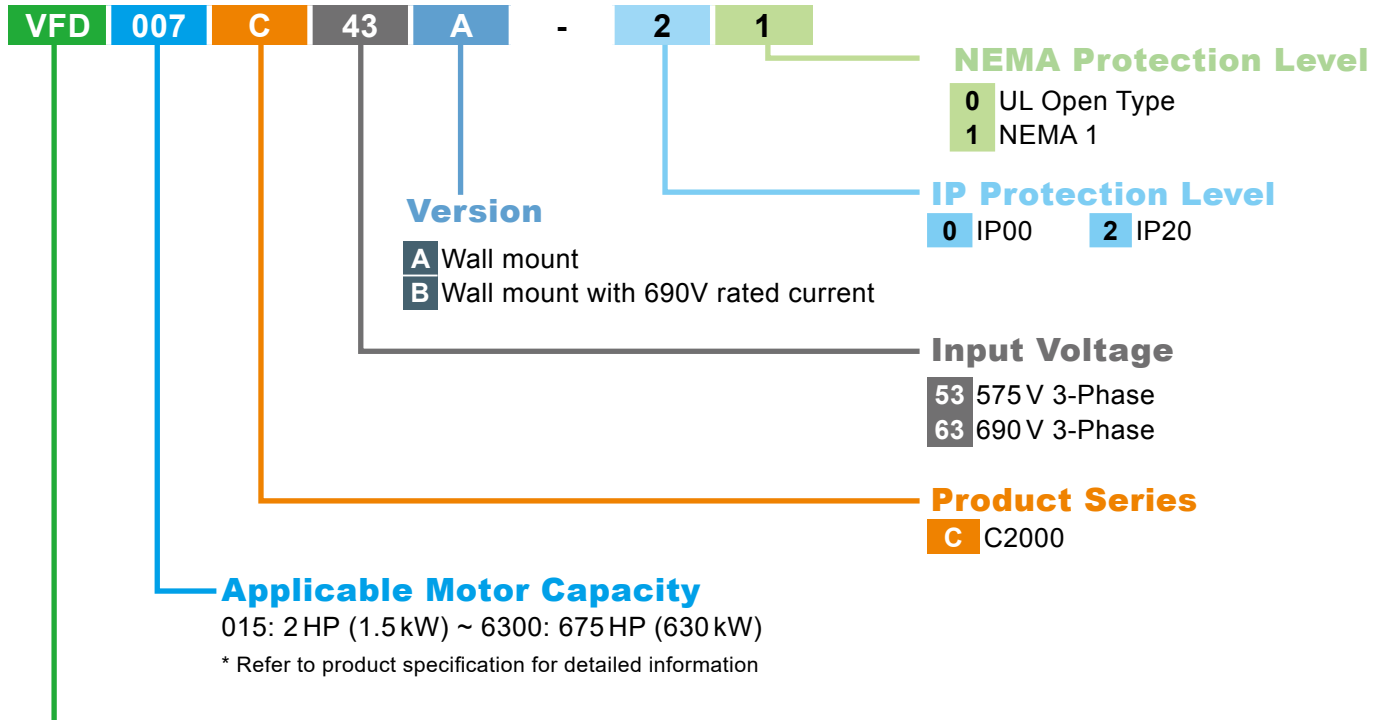 VFD 007 C 43 A - 2 1
NEMA Protection Level
0 UL Open Type
1 NEMA 1
IP Protection Level
0 IP00 2 IP20
Version
A Wall mount
B Wall mount with 690V rated current
Input Voltage
53 575 V 3-Phase
63 690 V 3-Phase
Product Series
C C2000
Applicable Motor Capacity
015: 2 HP (1.5 kW) ~ 6300: 675 HP (630 kW)
* Refer to product specification for detailed information